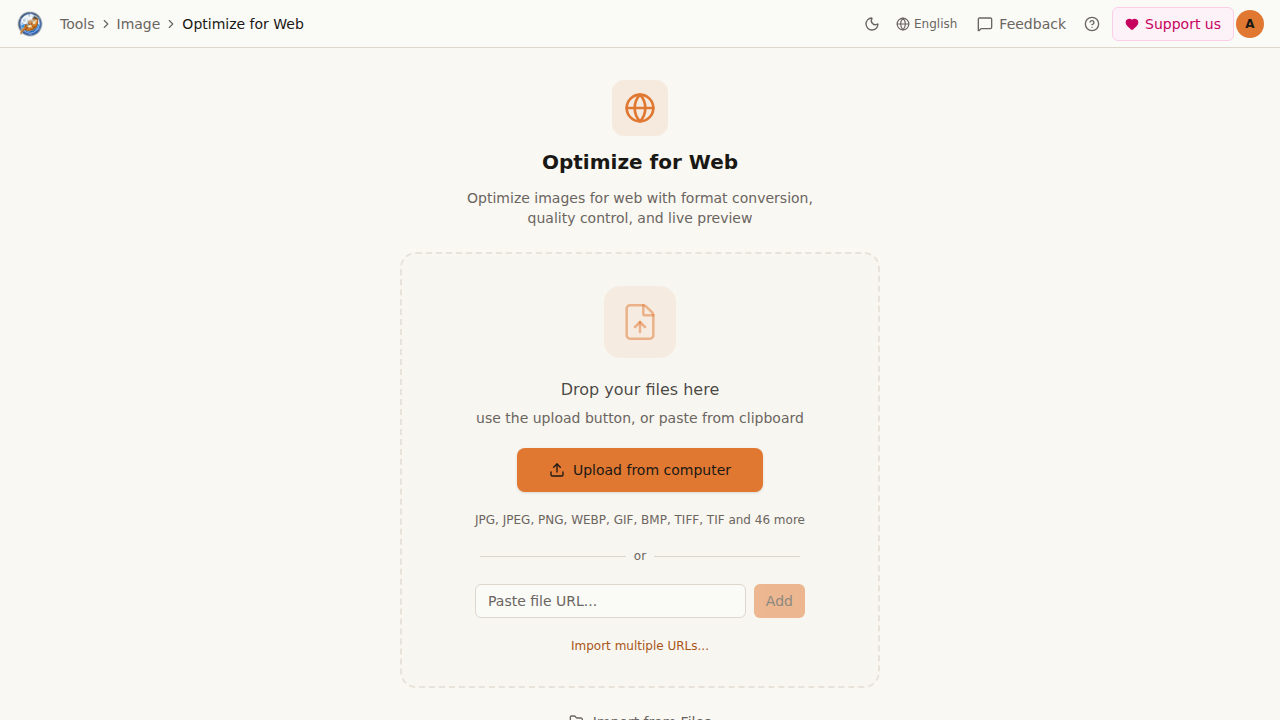 Tools > Image > Optimize for Web
English
Feedback
Support us
A
Optimize for Web
Optimize images for web with format conversion,
quality control, and live preview
Drop your files here
use the upload button, or paste from clipboard
Upload from computer
JPG, JPEG, PNG, WEBP, GIF, BMP, TIFF, TIF and 46 more
or
Paste file URL...
Add
Import multiple URLs...
Import from Files